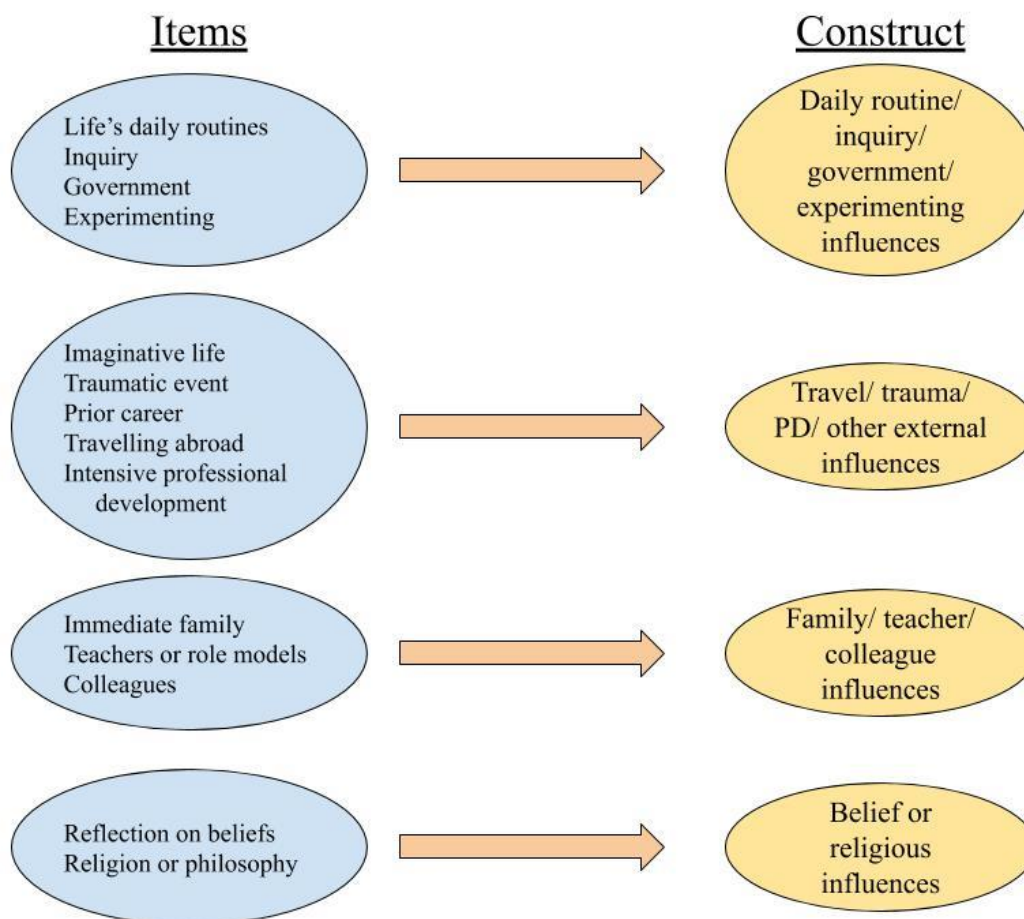 Items
Construct
Life's daily routines
Inquiry
Government
Experimenting
Daily routine/
inquiry/
government/
experimenting
influences
Imaginative life
Traumatic event
Prior career
Travelling abroad
Intensive professional
development
Travel/ trauma/
PD/ other external
influences
Immediate family
Teachers or role models
Colleagues
Family/ teacher/
colleague
influences
Reflection on beliefs
Religion or philosophy
Belief or
religious
influences